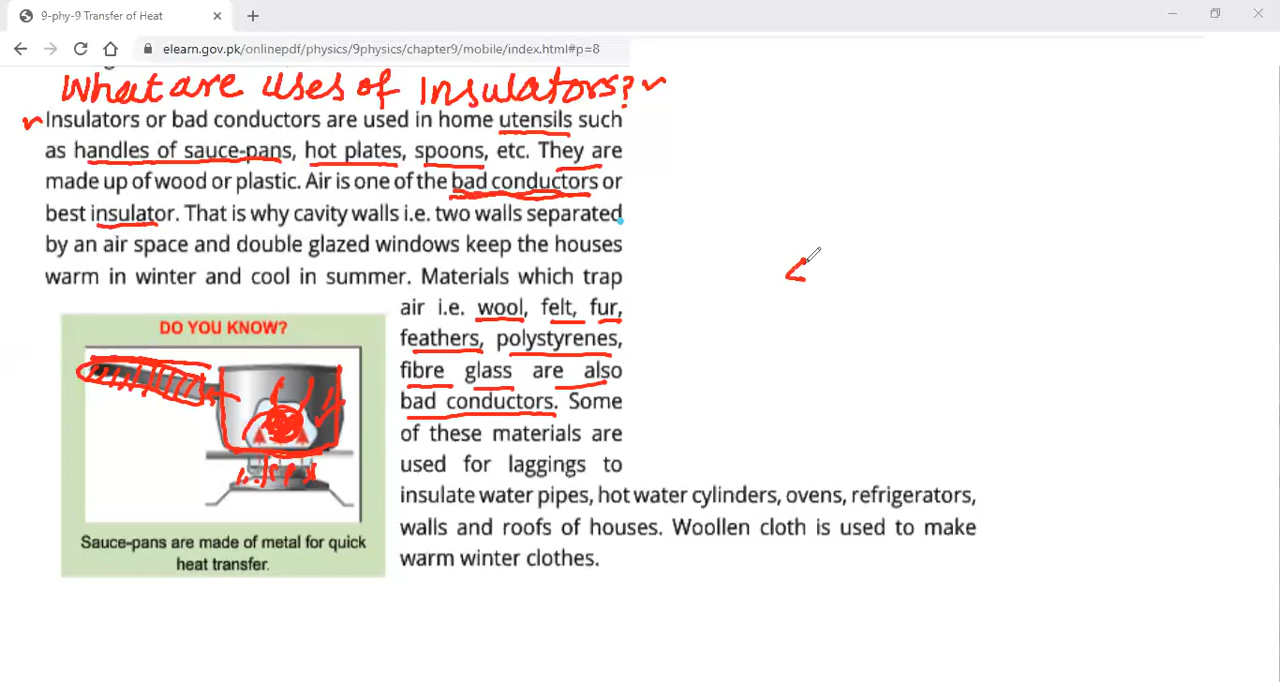 9-phy-9 Transfer of Heat
elearn.gov.pk/onlinepdf/physics/9physics/chapter9/mobile/index.html#p=8
What are uses of Insulators?
Insulators or bad conductors are used in home utensils such
as handles of sauce-pans, hot plates, spoons, etc. They are
made up of wood or plastic. Air is one of the bad conductors or
best insulator. That is why cavity walls i.e. two walls separated
by an air space and double glazed windows keep the houses
warm in winter and cool in summer. Materials which trap
air i.e. wool, felt, fur,
feathers, polystyrenes,
fibre glass are also
bad conductors. Some
of these materials are
used for laggings to
insulate water pipes, hot water cylinders, ovens, refrigerators,
walls and roofs of houses. Woollen cloth is used to make
warm winter clothes.
DO YOU KNOW?
Sauce-pans are made of metal for quick
heat transfer.